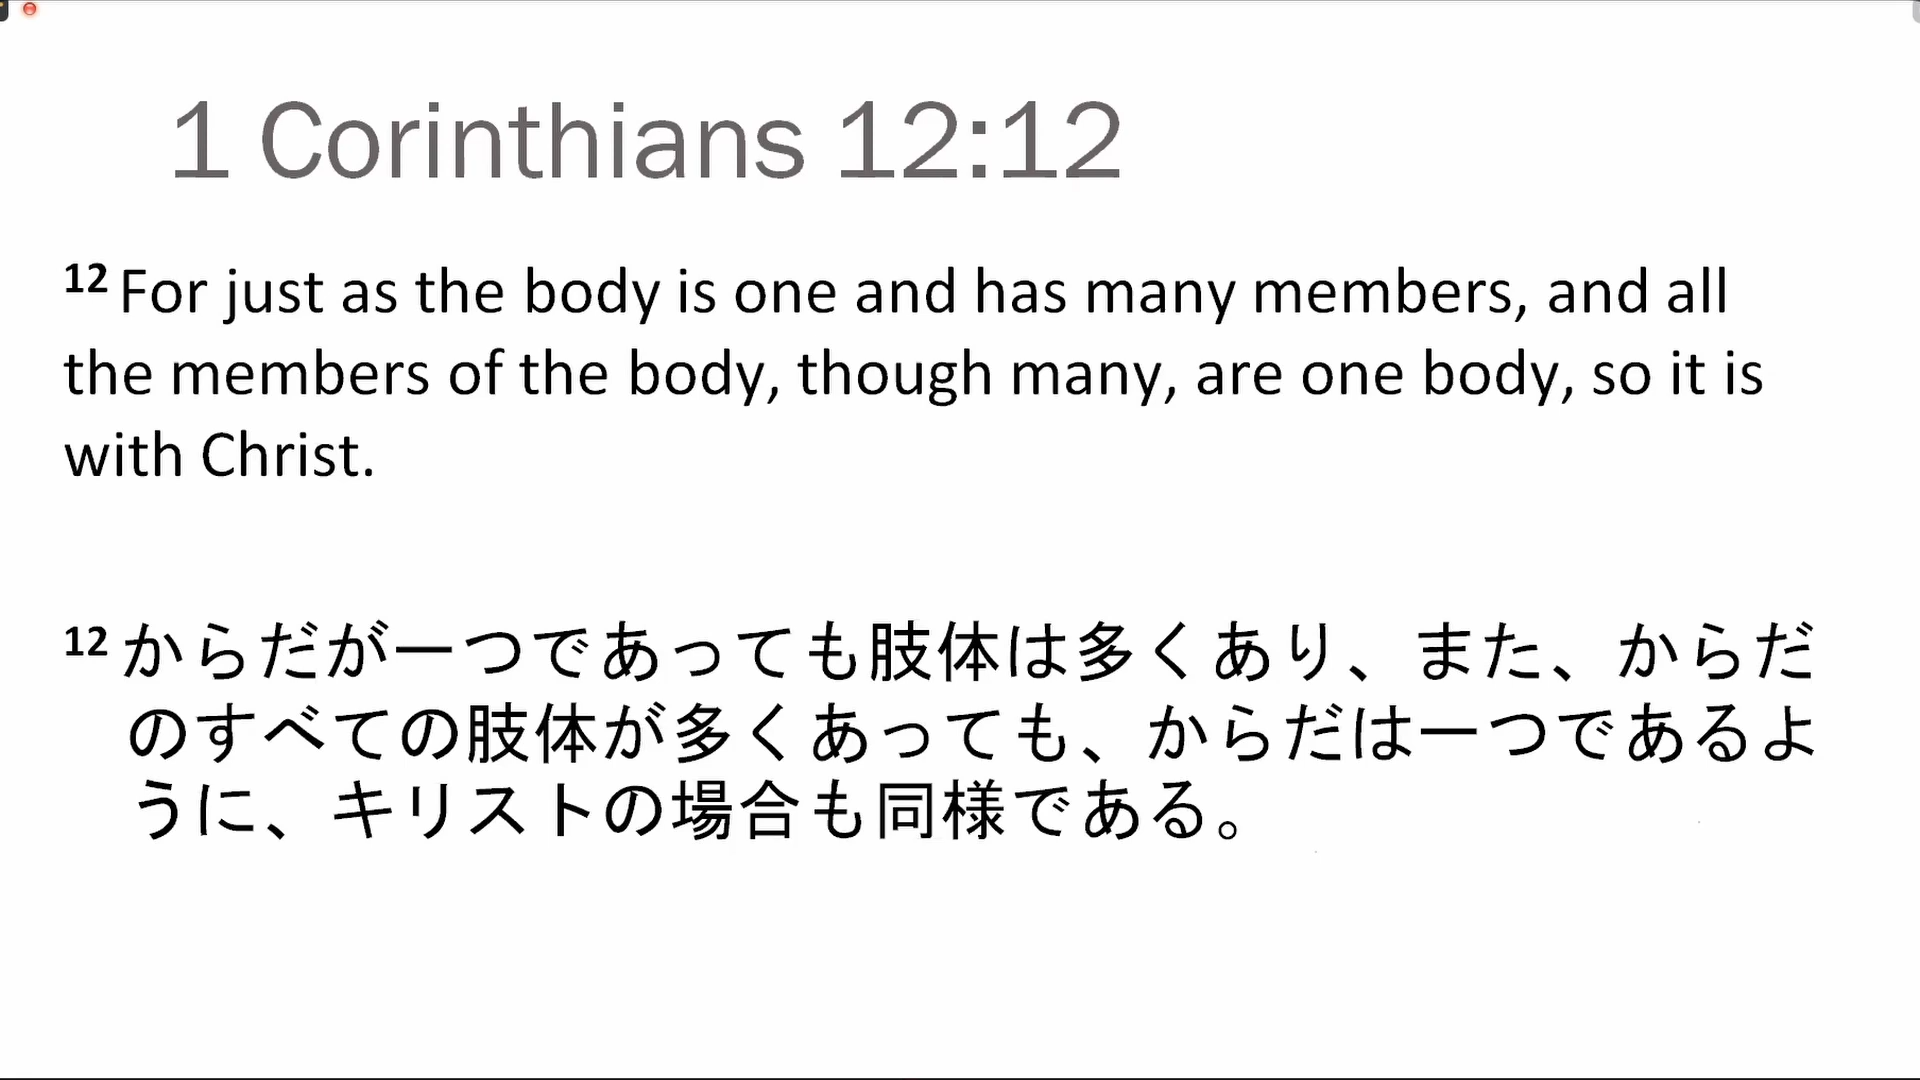 1 Corinthians 12:12
12 For just as the body is one and has many members, and all
the members of the body, though many, are one body, so it is
with Christ.
12 からだが一つであっても肢体は多くあり、また、からだ
のすべての肢体が多くあっても、からだは一つであるよ
うに、キリストの場合も同様である。